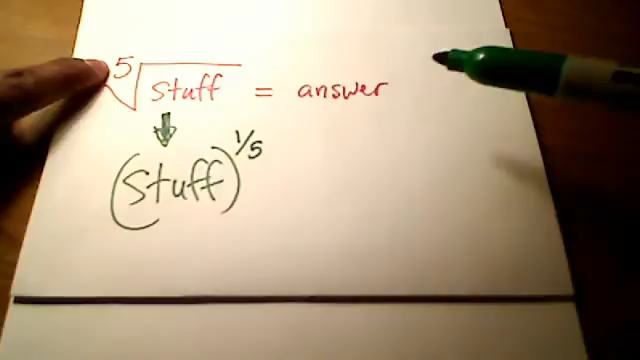 ⁵√stuff = answer
(stuff)^1/5